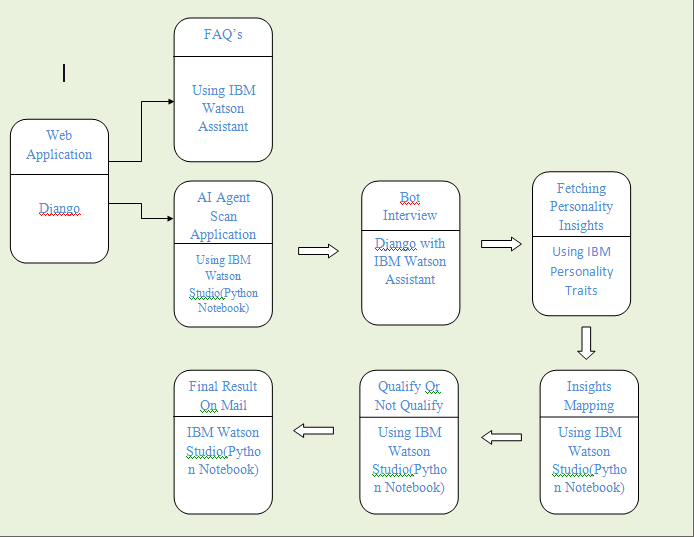 FAQ's
Using IBM
Watson
Assistant
Web
Application
Django
AI Agent
Scan
Application
Using IBM
Watson
Studio(Python
Notebook)
Bot
Interview
Django with
IBM Watson
Assistant
Fetching
Personality
Insights
Using IBM
Personality
Traits
Final Result
On Mail
IBM Watson
Studio(Pytho
n Notebook)
Qualify Or
Not Qualify
Using IBM
Watson
Studio(Pytho
n Notebook)
Insights
Mapping
Using IBM
Watson
Studio(Pytho
n Notebook)